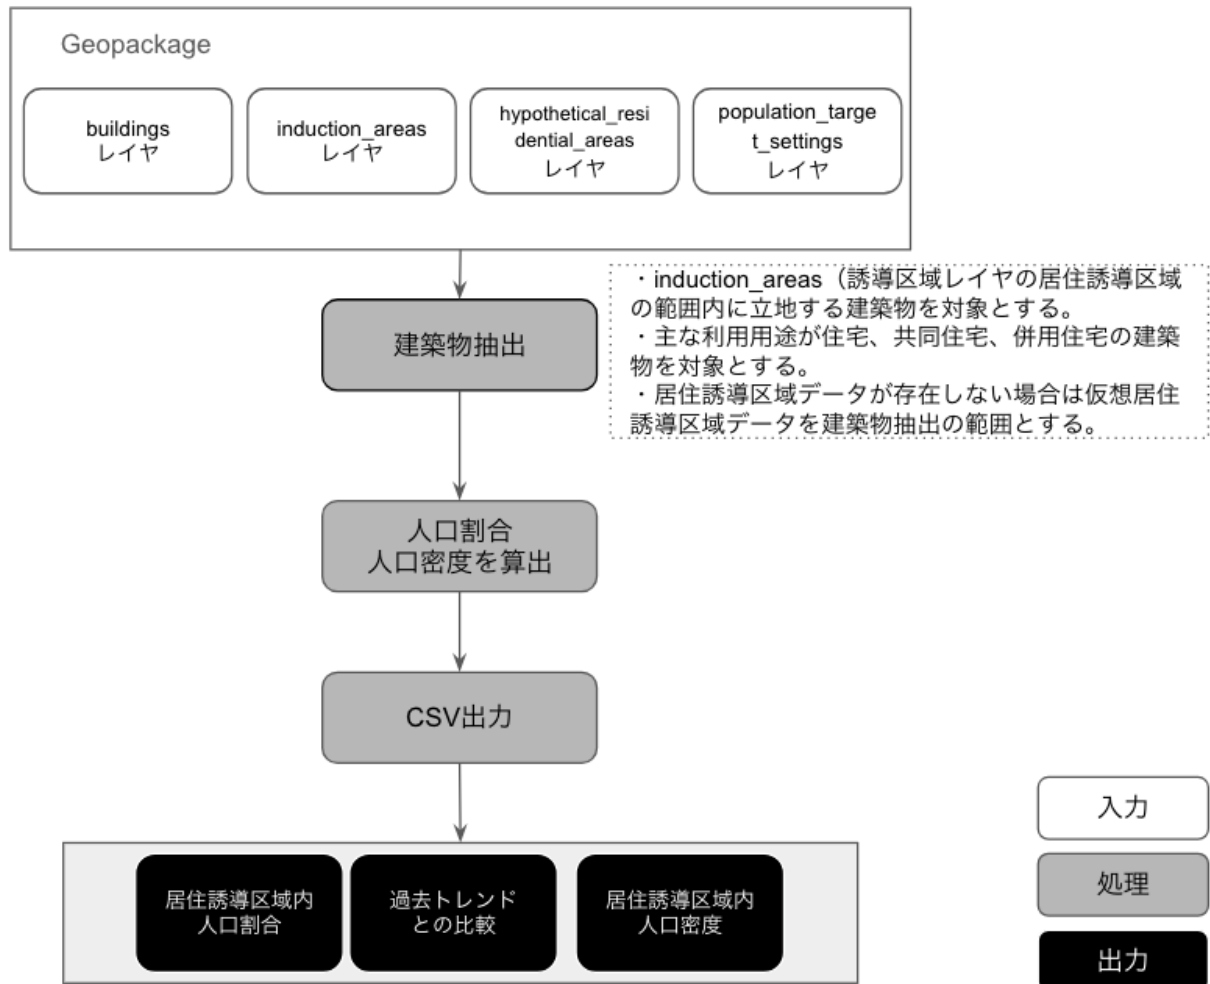 Geopackage
buildings
レイヤ
induction_areas
レイヤ
hypothetical_resi
dential_areas
レイヤ
population_targe
t_settings
レイヤ
・induction_areas（誘導区域レイヤの居住誘導区域
の範囲内に立地する建築物を対象とする。
・主な利用用途が住宅、共同住宅、併用住宅の建築
物を対象とする。
・居住誘導区域データが存在しない場合は仮想居住
誘導区域データを建築物抽出の範囲とする。
建築物抽出
人口割合
人口密度を算出
CSV出力
居住誘導区域内
人口割合
過去トレンド
との比較
居住誘導区域内
人口密度
入力
処理
出力